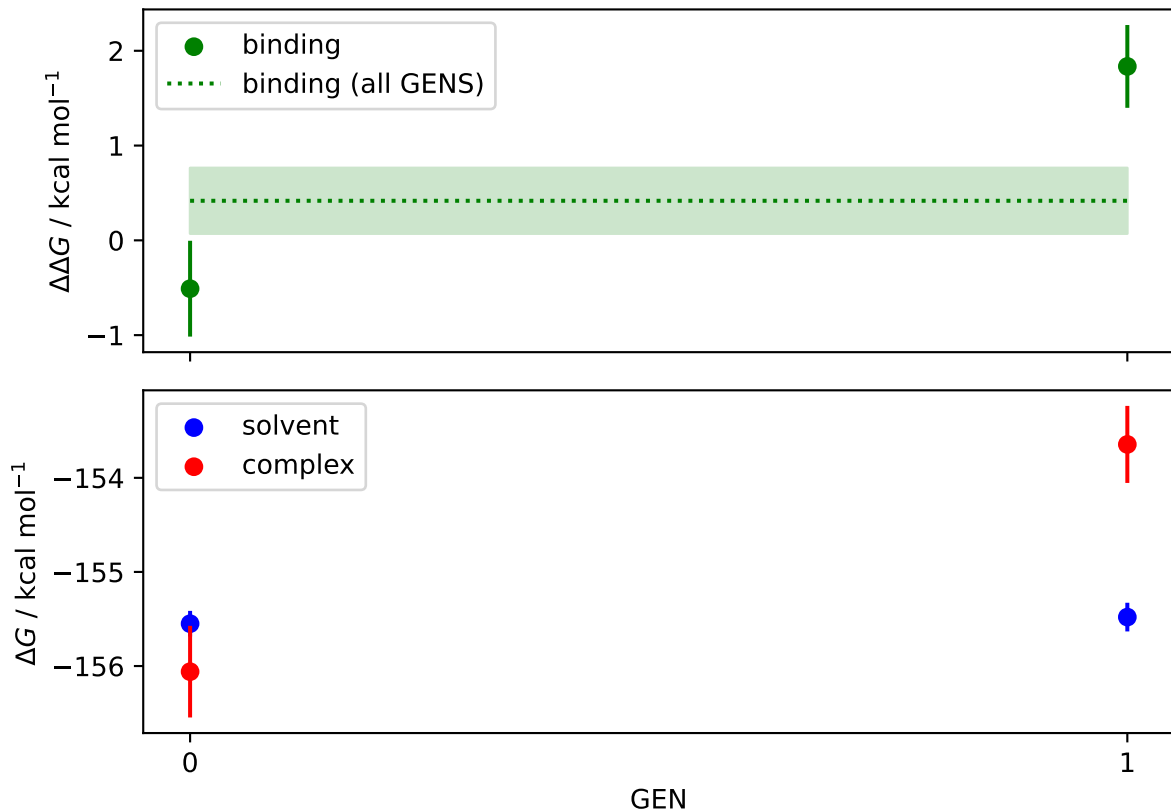 binding
binding (all GENS)
2
1
0
−1
ΔΔG / kcal mol⁻¹
solvent
complex
−154
−155
−156
ΔG / kcal mol⁻¹
0
1
GEN